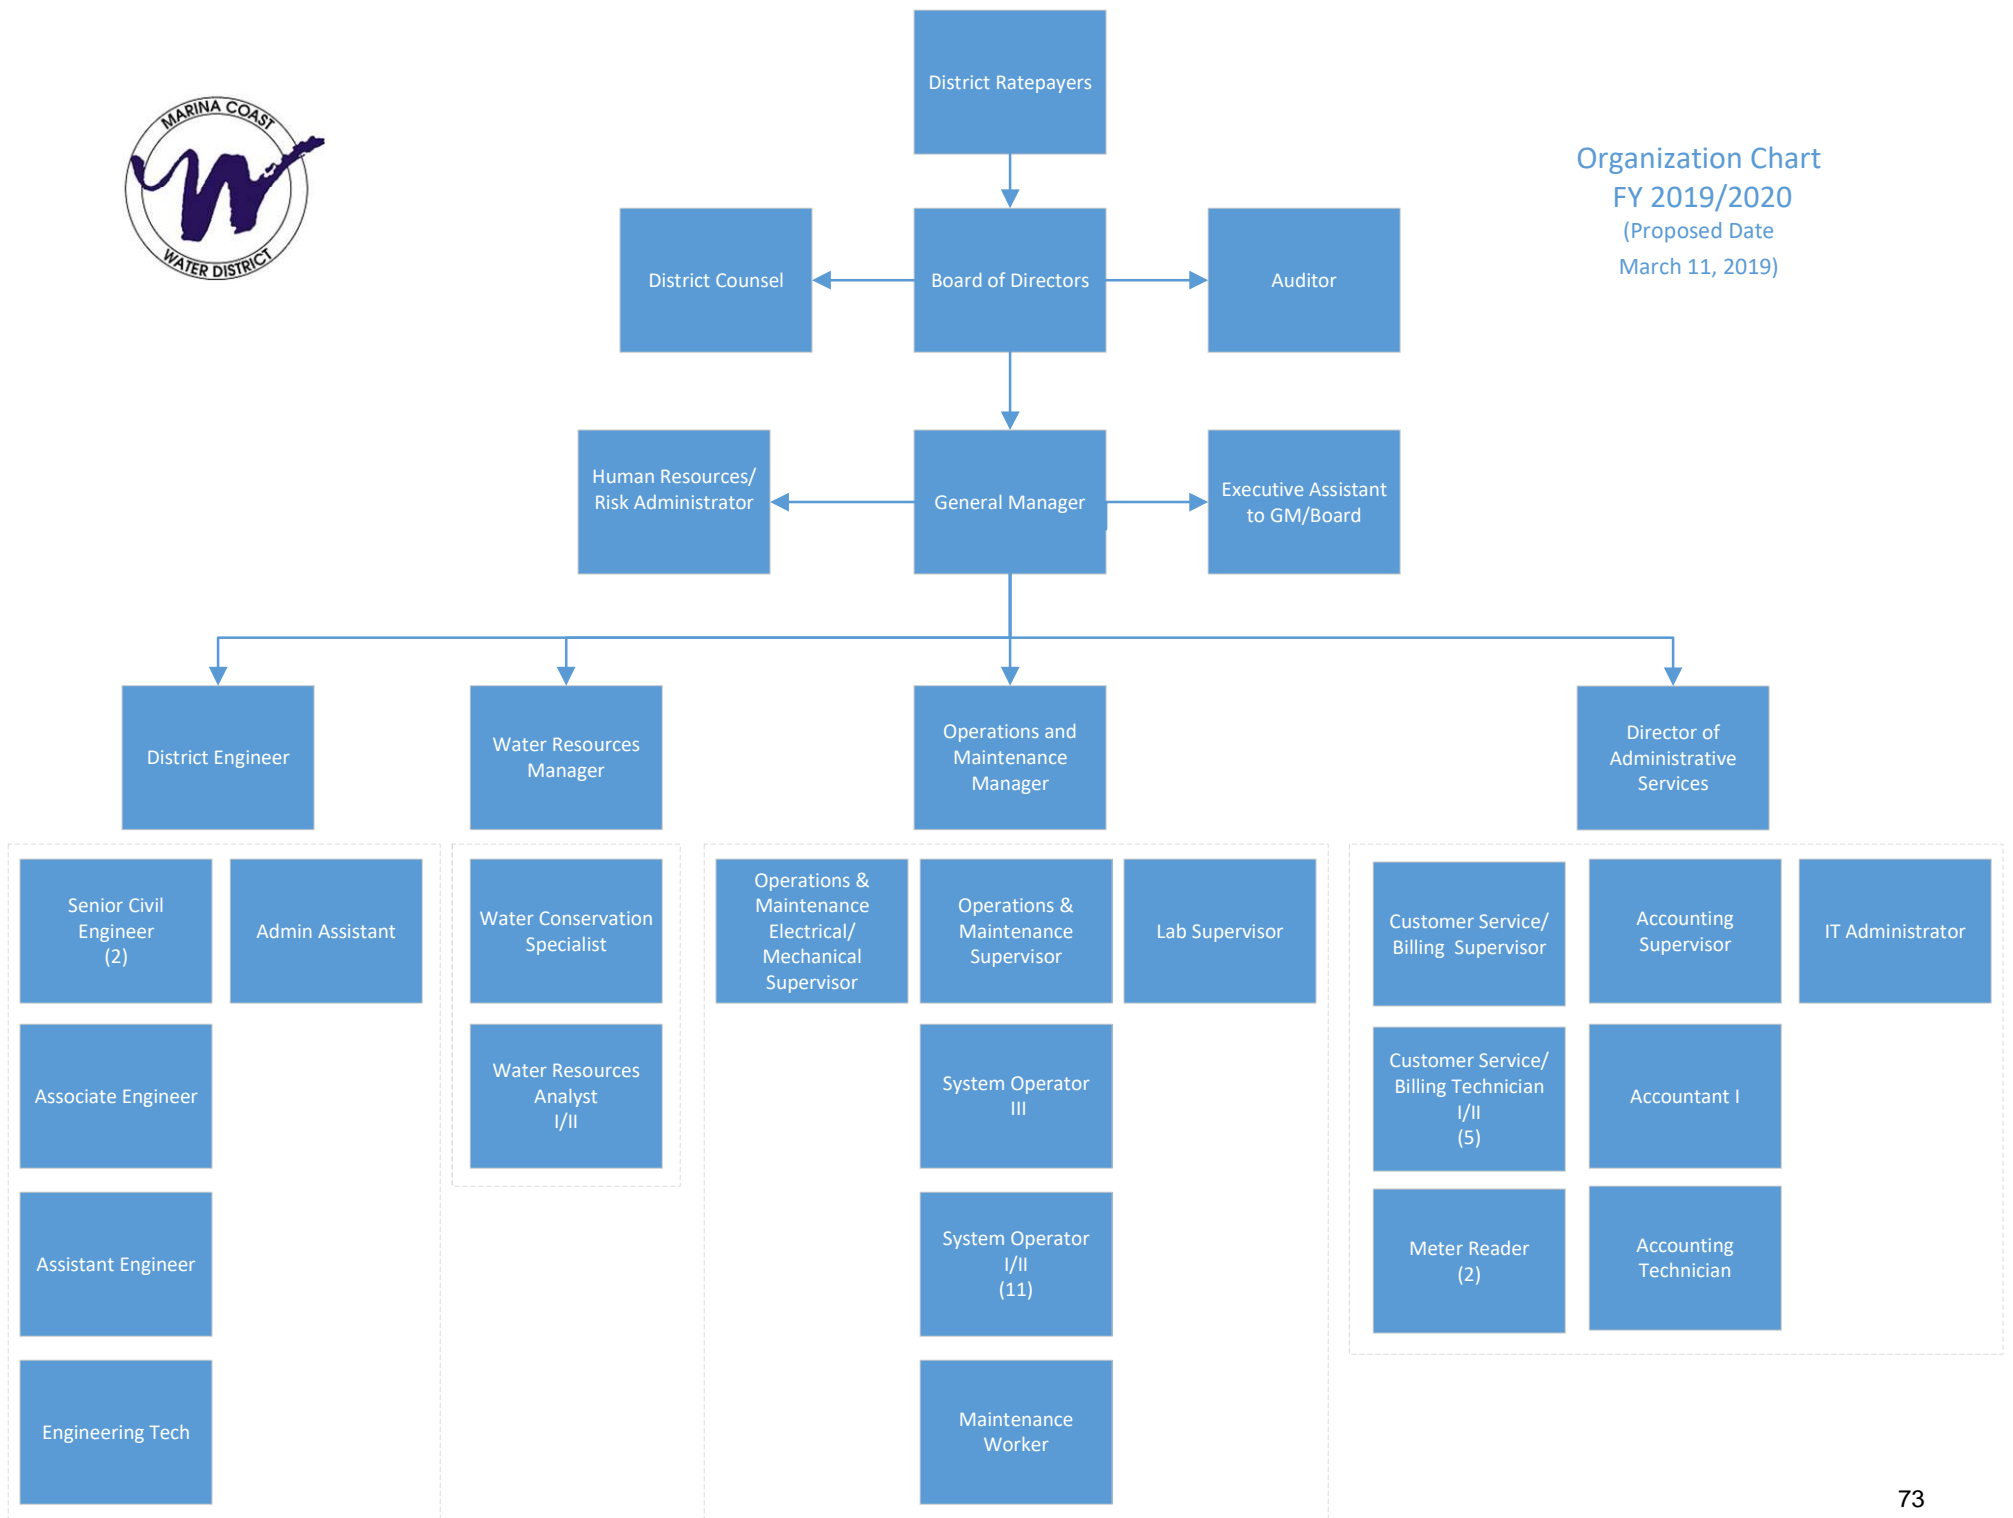 District Ratepayers
MARINA COAST
WATER DISTRICT
Organization Chart
FY 2019/2020
(Proposed Date
March 11, 2019)
District Counsel
Board of Directors
Auditor
Human Resources/
Risk Administrator
General Manager
Executive Assistant
to GM/Board
District Engineer
Water Resources
Manager
Operations and
Maintenance
Manager
Director of
Administrative
Services
Senior Civil
Engineer
(2)
Admin Assistant
Associate Engineer
Assistant Engineer
Engineering Tech
Water Conservation
Specialist
Water Resources
Analyst
I/II
Operations &
Maintenance
Electrical/
Mechanical
Supervisor
Operations &
Maintenance
Supervisor
Lab Supervisor
System Operator
III
System Operator
I/II
(11)
Maintenance
Worker
Customer Service/
Billing Supervisor
Accounting
Supervisor
IT Administrator
Customer Service/
Billing Technician
I/II
(5)
Accountant I
Meter Reader
(2)
Accounting
Technician
73